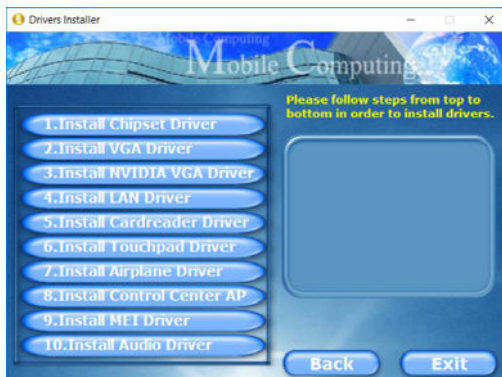 Drivers Installer
Mobile Computing
Mobile Computing
Please follow steps from top to
bottom in order to install drivers.
1.Install Chipset Driver
2.Install VGA Driver
3.Install NVIDIA VGA Driver
4.Install LAN Driver
5.Install Cardreader Driver
6.Install Touchpad Driver
7.Install Airplane Driver
8.Install Control Center AP
9.Install MEI Driver
10.Install Audio Driver
Back
Exit